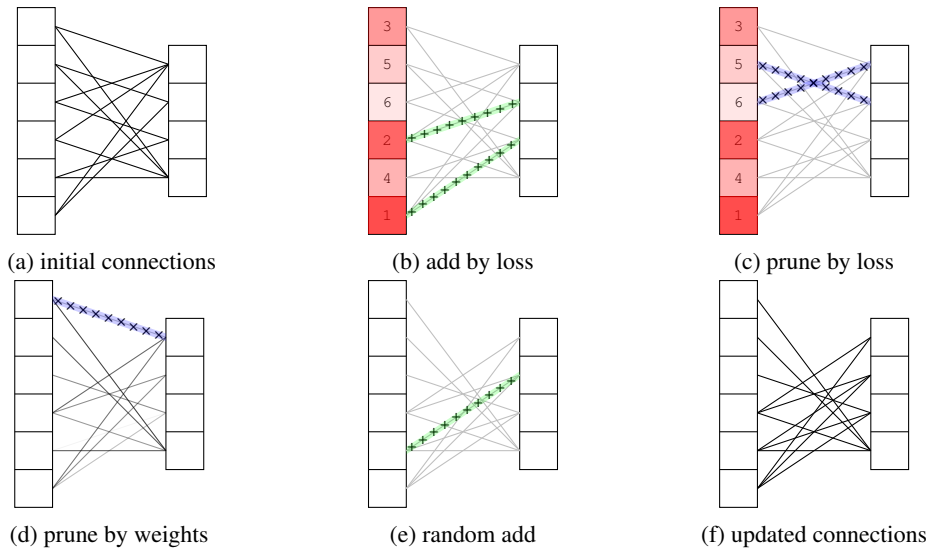 3
5
6
2
4
1
3
5
6
2
4
1
(a) initial connections
(b) add by loss
(c) prune by loss
(d) prune by weights
(e) random add
(f) updated connections